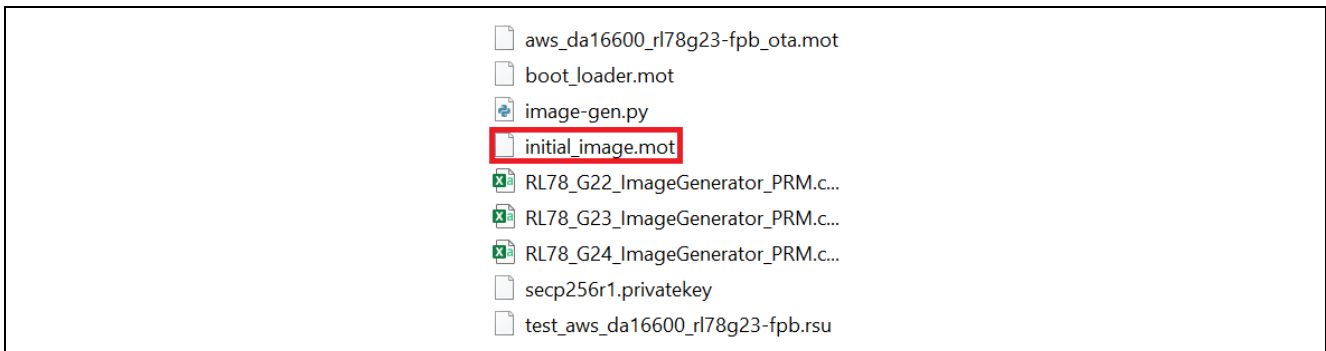 aws_da16600_rl78g23-fpb_ota.mot
boot_loader.mot
image-gen.py
initial_image.mot
RL78_G22_ImageGenerator_PRM.c...
RL78_G23_ImageGenerator_PRM.c...
RL78_G24_ImageGenerator_PRM.c...
secp256r1.privatekey
test_aws_da16600_rl78g23-fpb.rsu